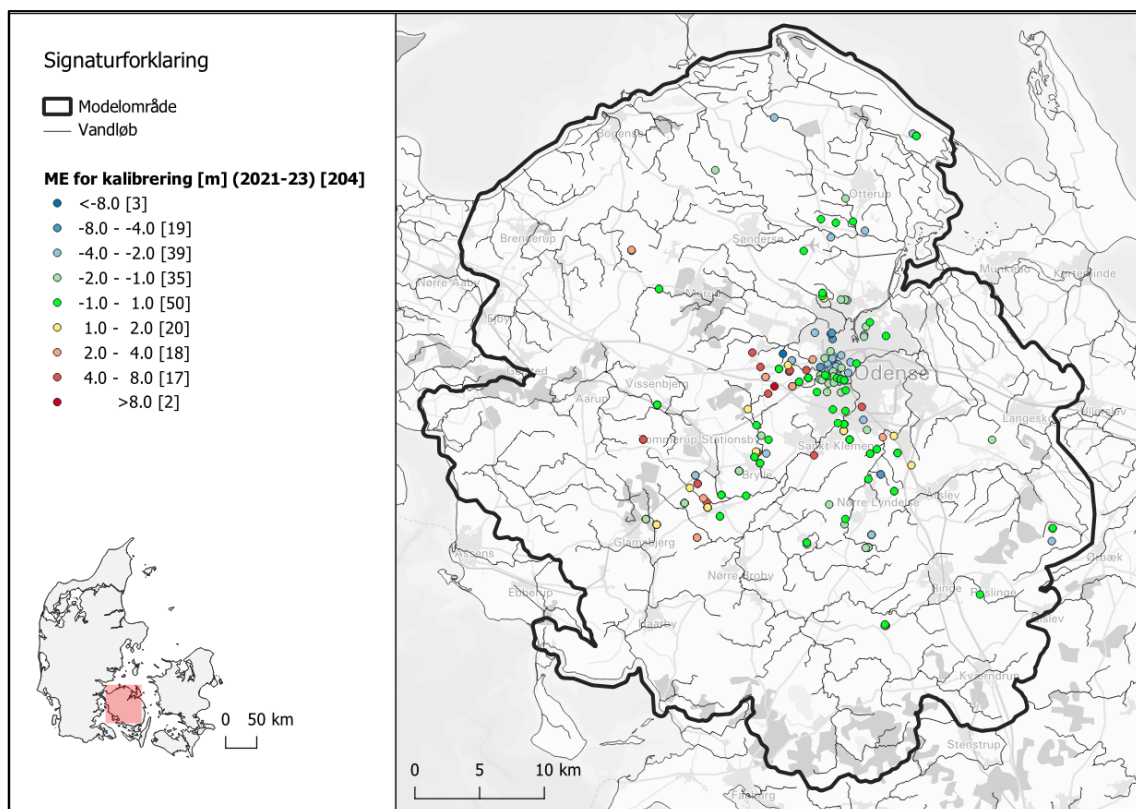 Signaturforklaring
Modelområde
Vandløb
ME for kalibrering [m] (2021-23) [204]
<-8.0 [3]
-8.0 - -4.0 [19]
-4.0 - -2.0 [39]
-2.0 - -1.0 [35]
-1.0 - 1.0 [50]
1.0 - 2.0 [20]
2.0 - 4.0 [18]
4.0 - 8.0 [17]
>8.0 [2]
0 50 km
Bogense
Otterup
Brenderup
Søndersø
Munkebo
Kerteminde
Nørre Aaby
Ejby
Odense
Vissenbjerg
Aarup
Langeskov
Ullerslev
Tommerup Stationsby
Sankt Klemens
Brylle
Årslev
Nørre Lyndelse
Glamsbjerg
Assens
Ørbæk
Nørre Broby
Ringe
Ebberup
Haarby
Kværndrup
Stenstrup
Faaborg
0 5 10 km